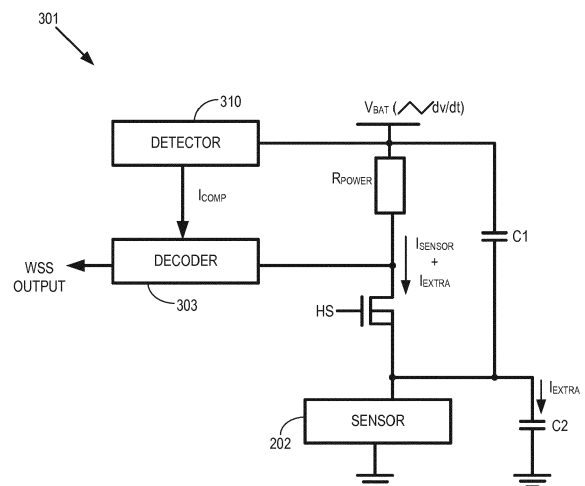 301
310
V_BAT ( dv/dt)
DETECTOR
R_POWER
I_COMP
I_SENSOR
+
I_EXTRA
C1
WSS
OUTPUT
DECODER
303
HS
I_EXTRA
SENSOR
C2
202